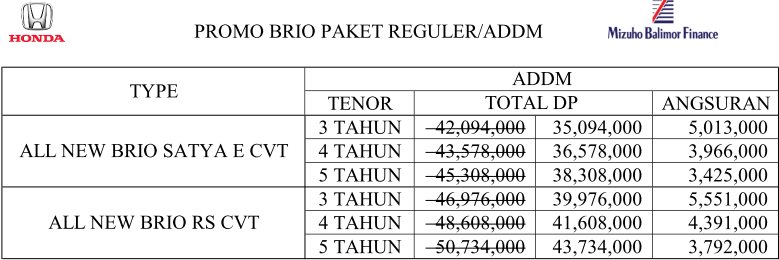 HONDA
PROMO BRIO PAKET REGULER/ADDM
Mizuho Balimor Finance
TYPE
ADDM
TENOR TOTAL DP ANGSURAN
ALL NEW BRIO SATYA E CVT
3 TAHUN 42,094,000 35,094,000 5,013,000
4 TAHUN 43,578,000 36,578,000 3,966,000
5 TAHUN 45,308,000 38,308,000 3,425,000
ALL NEW BRIO RS CVT
3 TAHUN 46,976,000 39,976,000 5,551,000
4 TAHUN 48,608,000 41,608,000 4,391,000
5 TAHUN 50,734,000 43,734,000 3,792,000